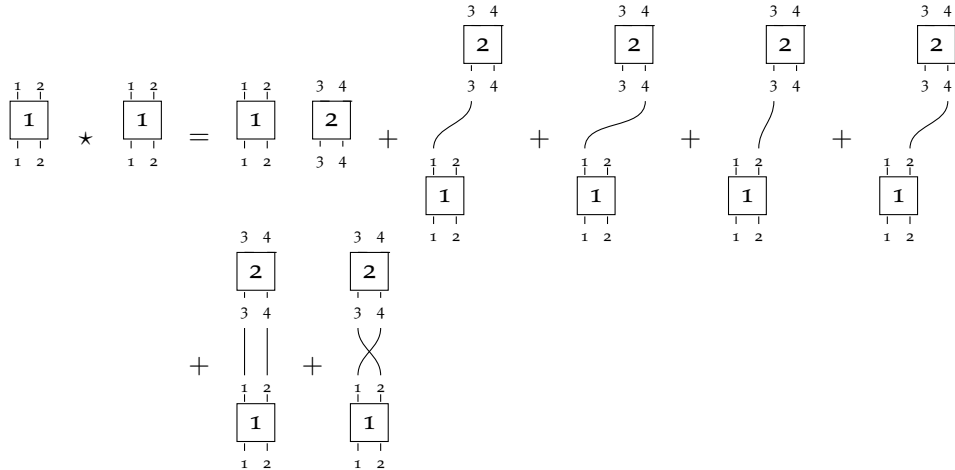 3 4 3 4 3 4 3 4
2 2 2 2
1 2 1 2 1 2 3 4 3 4 3 4 3 4 3 4
1 ⋆ 1 = 1 2 + + + +
1 2 1 2 1 2 3 4 1 2 1 2 1 2 1 2
1 1 1 1
1 2 1 2 1 2 1 2
3 4 3 4
2 2
3 4 3 4
+ +
1 2 1 2
1 1
1 2 1 2